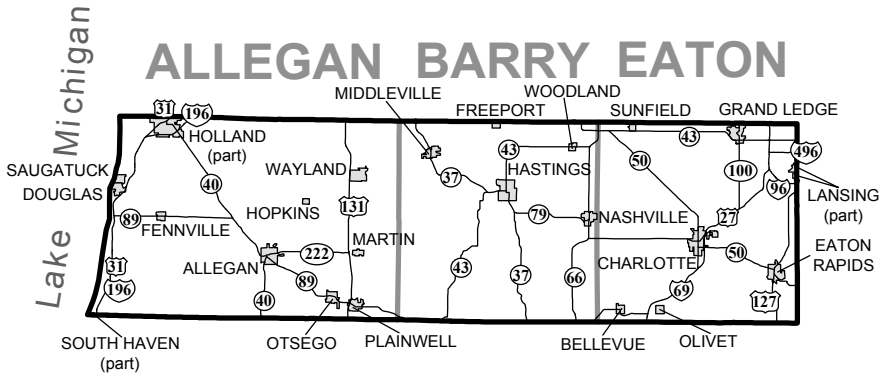 ALLEGAN BARRY EATON
Lake Michigan
MIDDLEVILLE
FREEPORT
WOODLAND
SUNFIELD
GRAND LEDGE
31
196
HOLLAND
(part)
43
43
496
SAUGATUCK
DOUGLAS
40
WAYLAND
37
HASTINGS
50
100
96
LANSING
(part)
89
FENNVILLE
HOPKINS
131
79
NASHVILLE
27
ALLEGAN
222
MARTIN
CHARLOTTE
50
EATON
RAPIDS
31
196
40
89
43
37
66
69
127
SOUTH HAVEN
(part)
OTSEGO
PLAINWELL
BELLEVUE
OLIVET